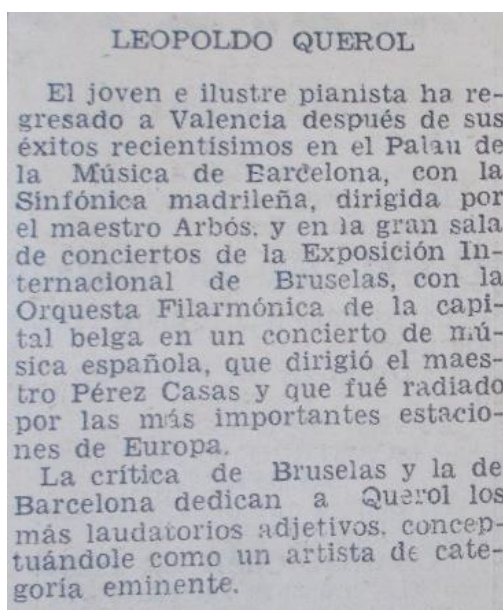 LEOPOLDO QUEROL
El joven e ilustre pianista ha re-
gresado a Valencia después de sus
éxitos recientísimos en el Palau de
la Música de Barcelona, con la
Sinfónica madrileña, dirigida por
el maestro Arbós. y en la gran sala
de conciertos de la Exposición In-
ternacional de Bruselas, con la
Orquesta Filarmónica de la capi-
tal belga en un concierto de mú-
sica española, que dirigió el maes-
tro Pérez Casas y que fué radiado
por las más importantes estacio-
nes de Europa.
La crítica de Bruselas y la de
Barcelona dedican a Querol los
más laudatorios adjetivos, concep-
tuándole como un artista de cate-
goría eminente.